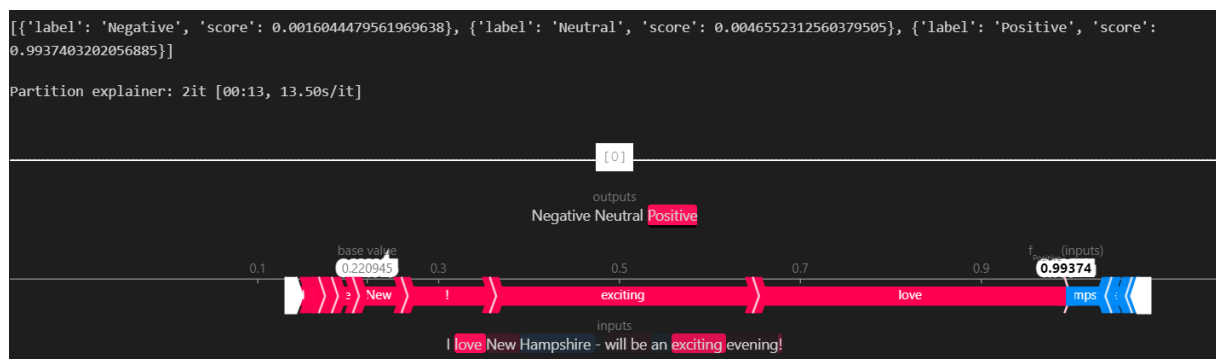 [{'label': 'Negative', 'score': 0.0016044479561969638}, {'label': 'Neutral', 'score': 0.0046552312560379505}, {'label': 'Positive', 'score':
0.9937403202056885}]
Partition explainer: 2it [00:13, 13.50s/it]
[0]
outputs
Negative Neutral Positive
base value
f Positive (inputs)
0.1 0.220945 0.3 0.5 0.7 0.9 0.99374
e New ! exciting love mps
inputs
I love New Hampshire - will be an exciting evening!